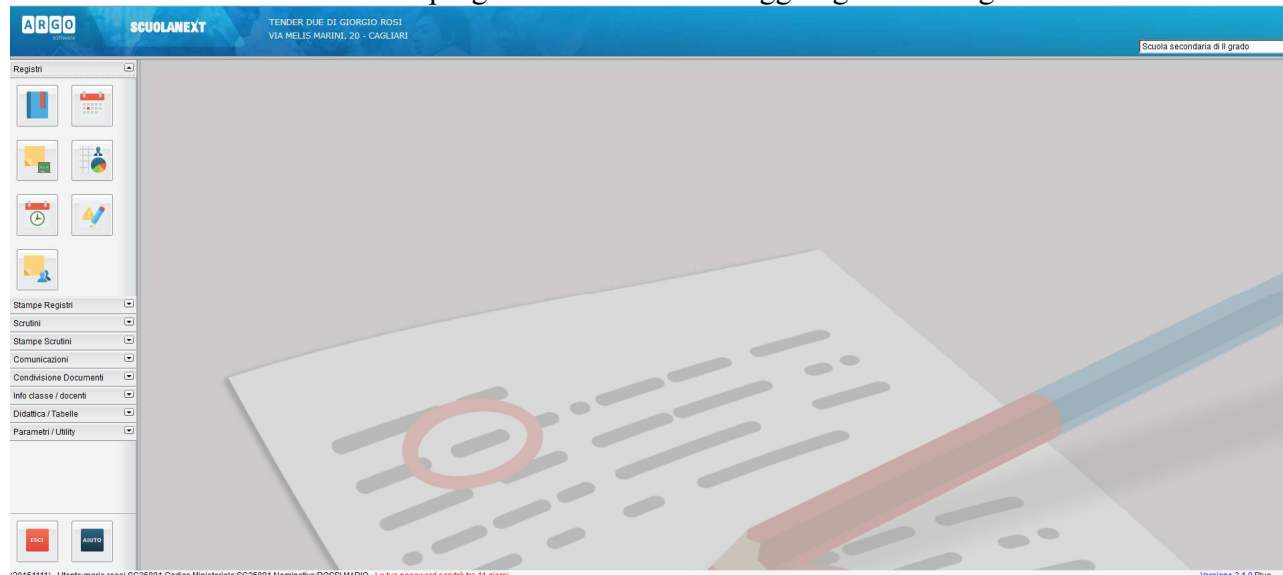 ARGO
software
SCUOLANEXT
TENDER DUE DI GIORGIO ROSI
VIA MELIS MARINI, 20 - CAGLIARI
Scuola secondaria di II grado
Registri
Stampe Registri
Scrutini
Stampe Scrutini
Comunicazioni
Condivisione Documenti
Info classe / docenti
Didattica / Tabelle
Parametri / Utility
ESCI
AIUTO